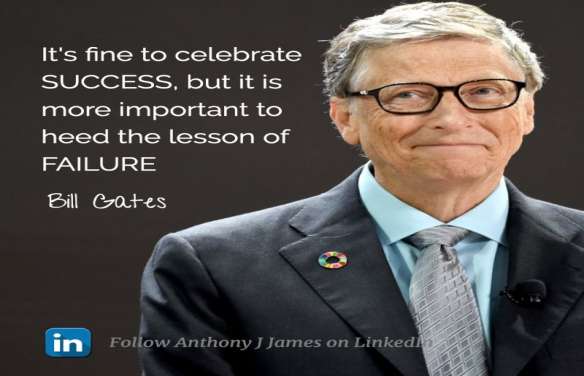 It's fine to celebrate
SUCCESS, but it is
more important to
heed the lesson of
FAILURE
Bill Gates
in
Follow Anthony J James on LinkedIn